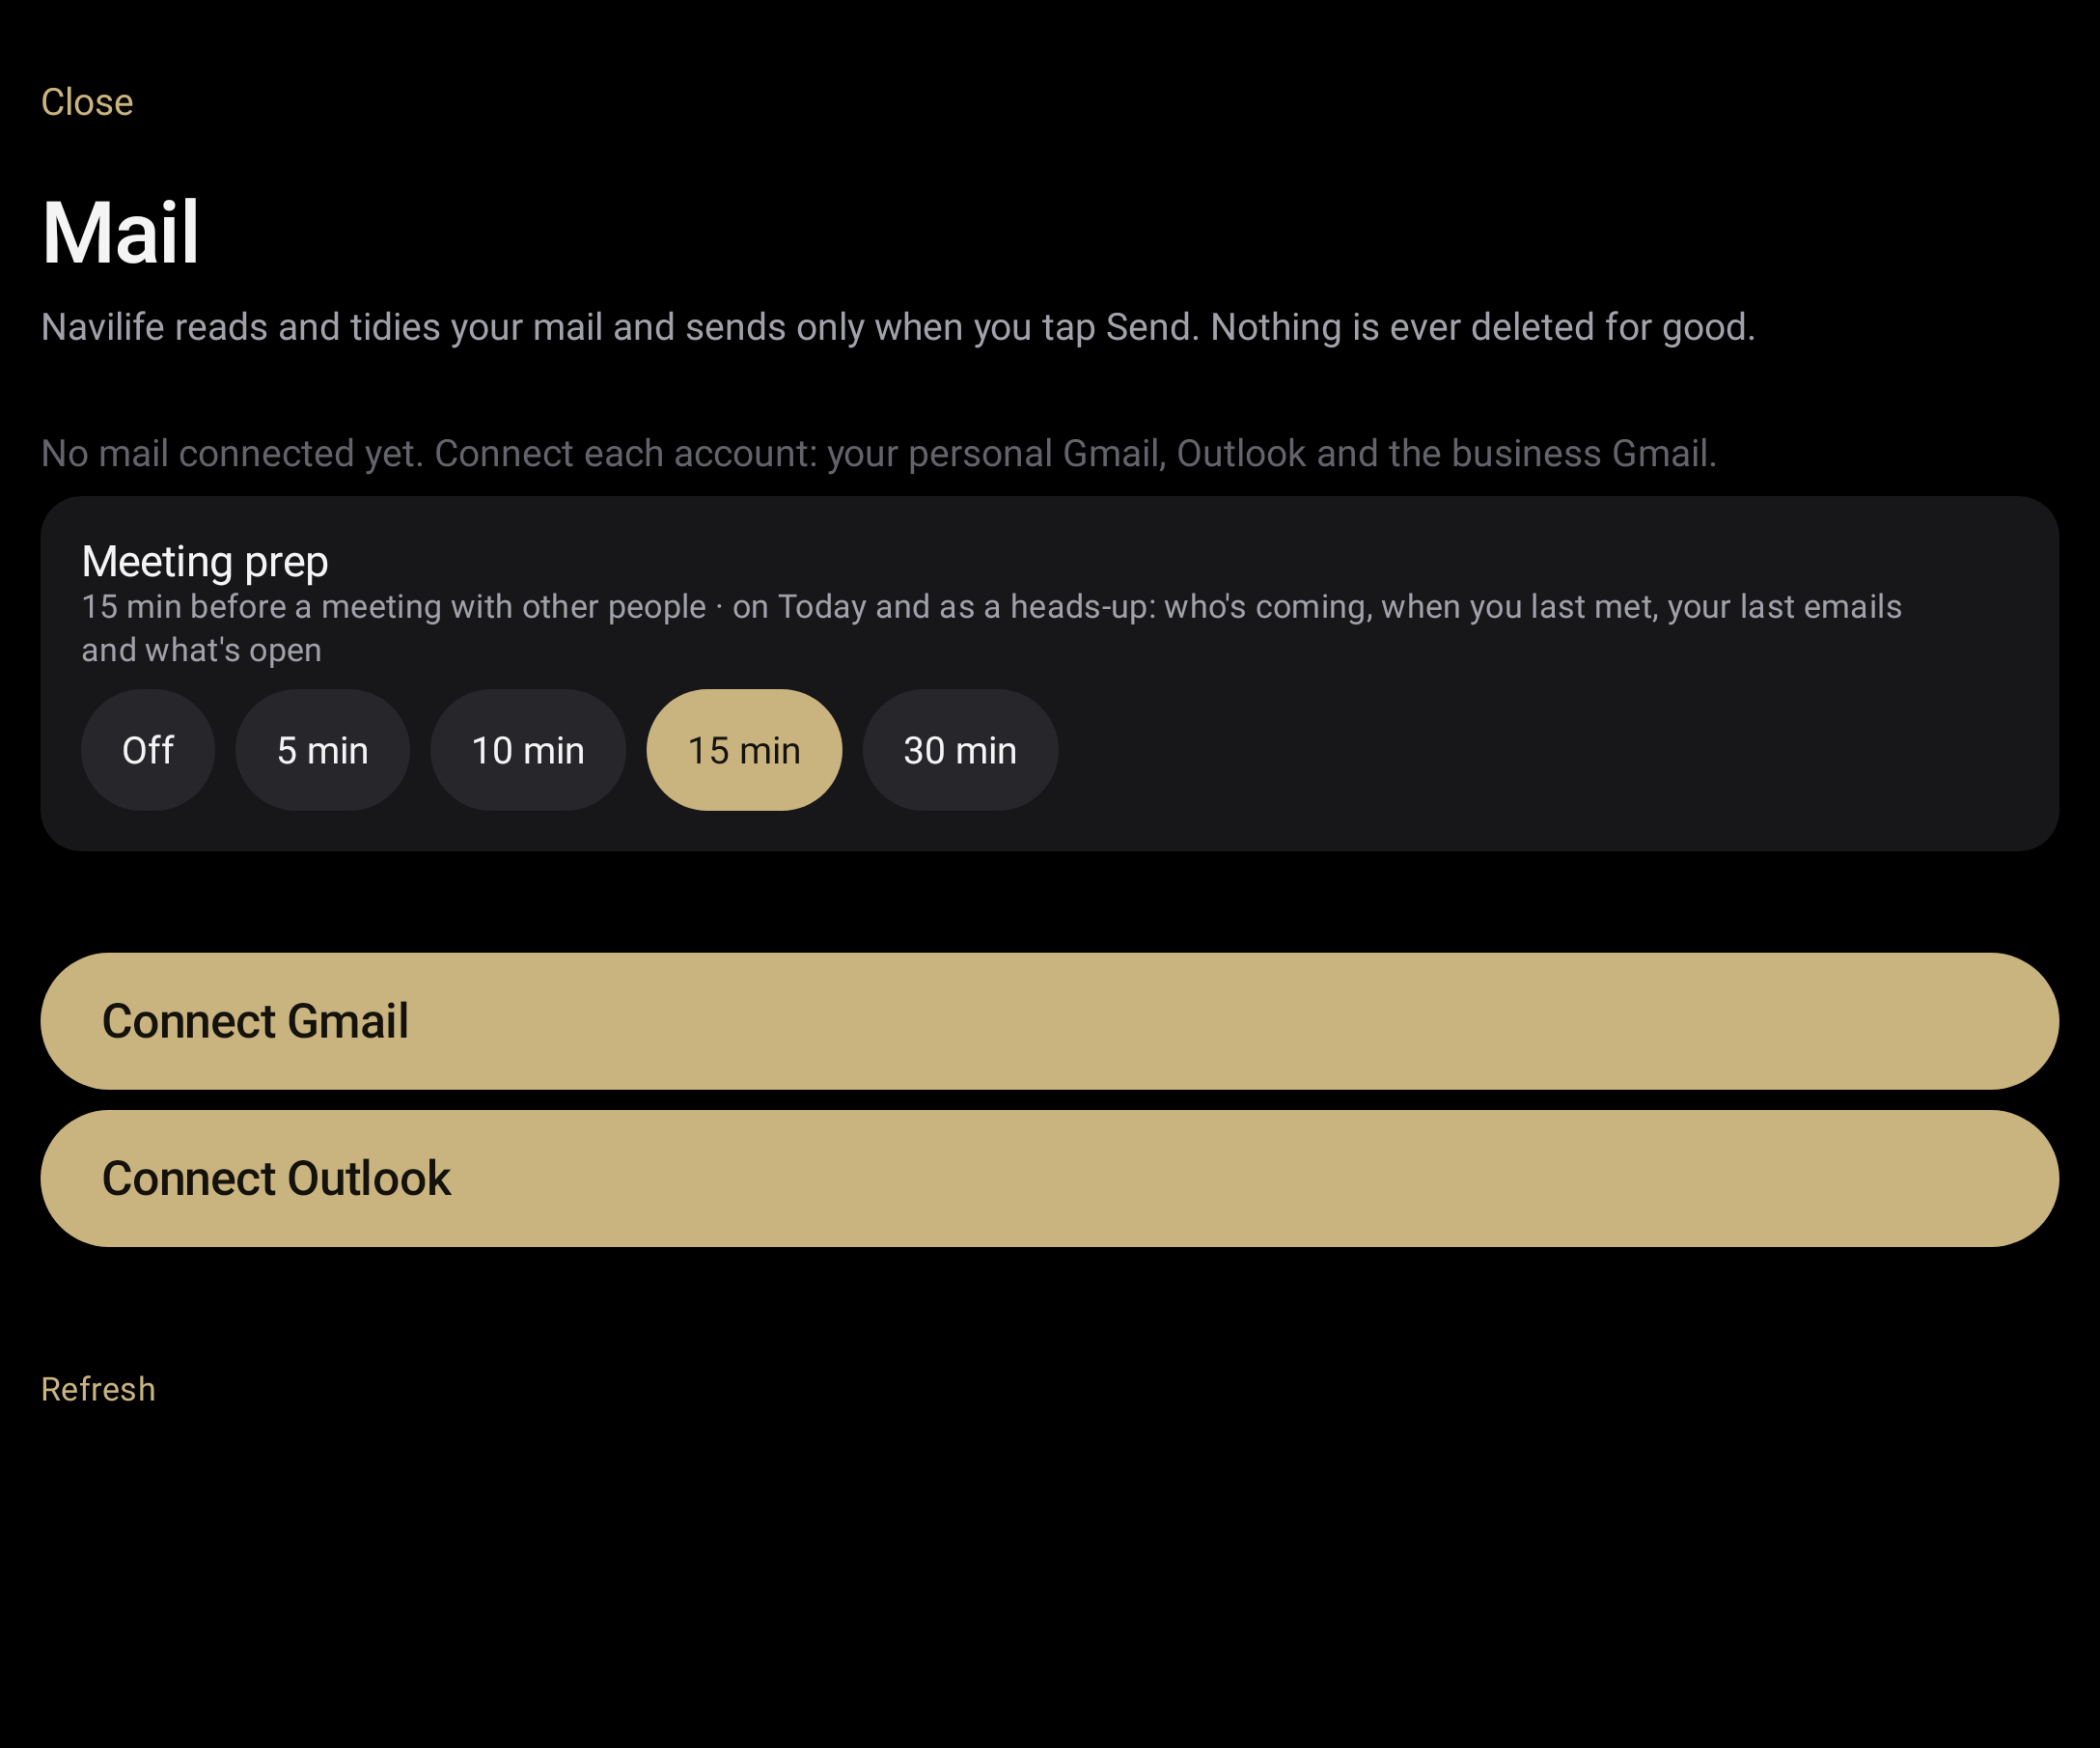 Close
Mail
Navilife reads and tidies your mail and sends only when you tap Send. Nothing is ever deleted for good.
No mail connected yet. Connect each account: your personal Gmail, Outlook and the business Gmail.
Meeting prep
15 min before a meeting with other people · on Today and as a heads-up: who's coming, when you last met, your last emails
and what's open
Off 5 min 10 min 15 min 30 min
Connect Gmail
Connect Outlook
Refresh